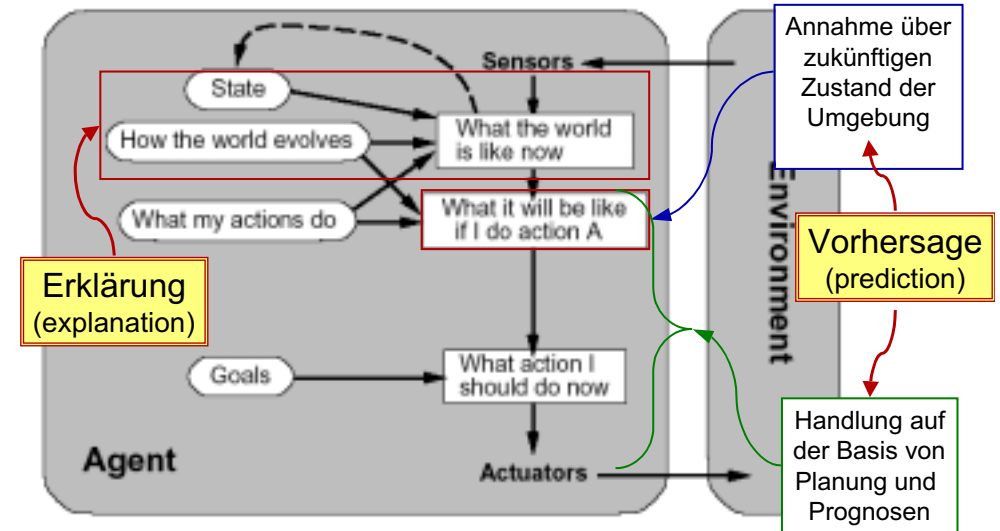 Sensors
State
How the world evolves
What the world
is like now
What my actions do
What it will be like
if I do action A
Goals
What action I
should do now
Agent
Actuators
Environment
Erklärung
(explanation)
Annahme über
zukünftigen
Zustand der
Umgebung
Vorhersage
(prediction)
Handlung auf
der Basis von
Planung und
Prognosen